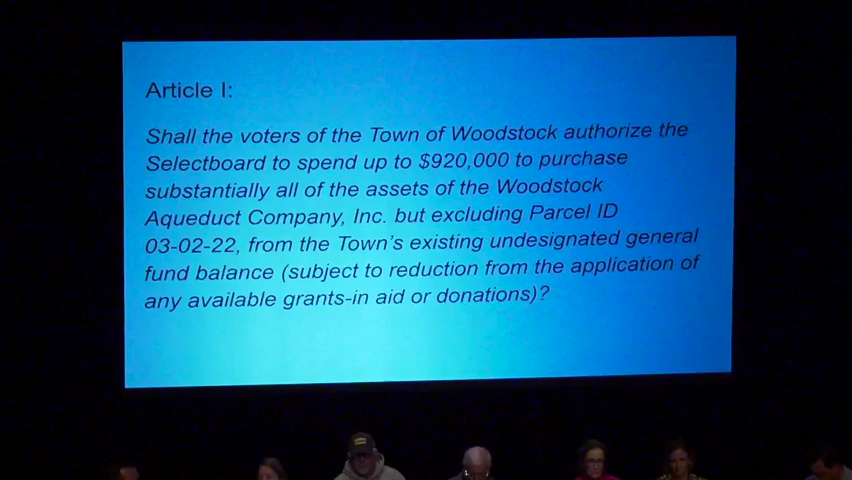 Article I:
Shall the voters of the Town of Woodstock authorize the
Selectboard to spend up to $920,000 to purchase
substantially all of the assets of the Woodstock
Aqueduct Company, Inc. but excluding Parcel ID
03-02-22, from the Town's existing undesignated general
fund balance (subject to reduction from the application of
any available grants-in aid or donations)?